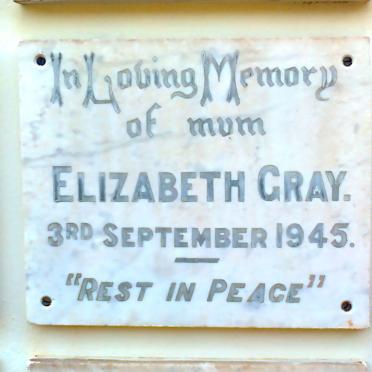 In Loving Memory
of mum
ELIZABETH GRAY.
3RD SEPTEMBER 1945.
"REST IN PEACE"